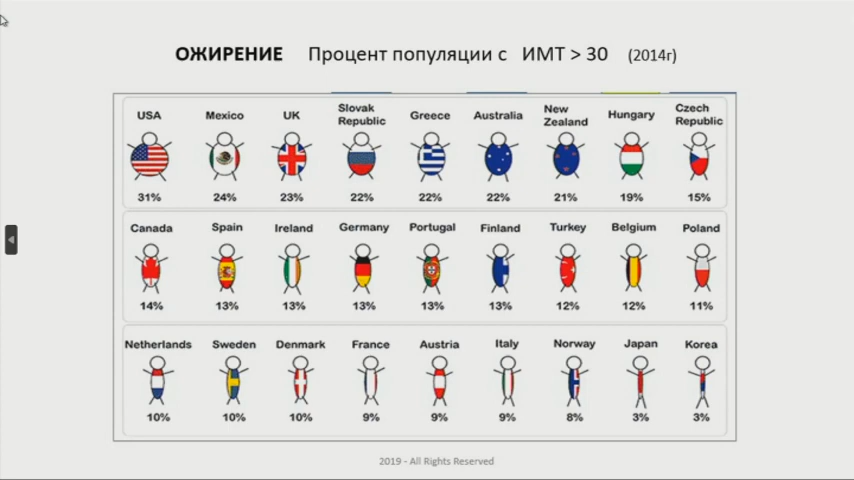 ОЖИРЕНИЕ Процент популяции с ИМТ > 30 (2014г)
USA Mexico UK Slovak Republic Greece Australia New Zealand Hungary Czech Republic
31% 24% 23% 22% 22% 22% 21% 19% 15%
Canada Spain Ireland Germany Portugal Finland Turkey Belgium Poland
14% 13% 13% 13% 13% 13% 12% 12% 11%
Netherlands Sweden Denmark France Austria Italy Norway Japan Korea
10% 10% 10% 9% 9% 9% 8% 3% 3%
2019 - All Rights Reserved